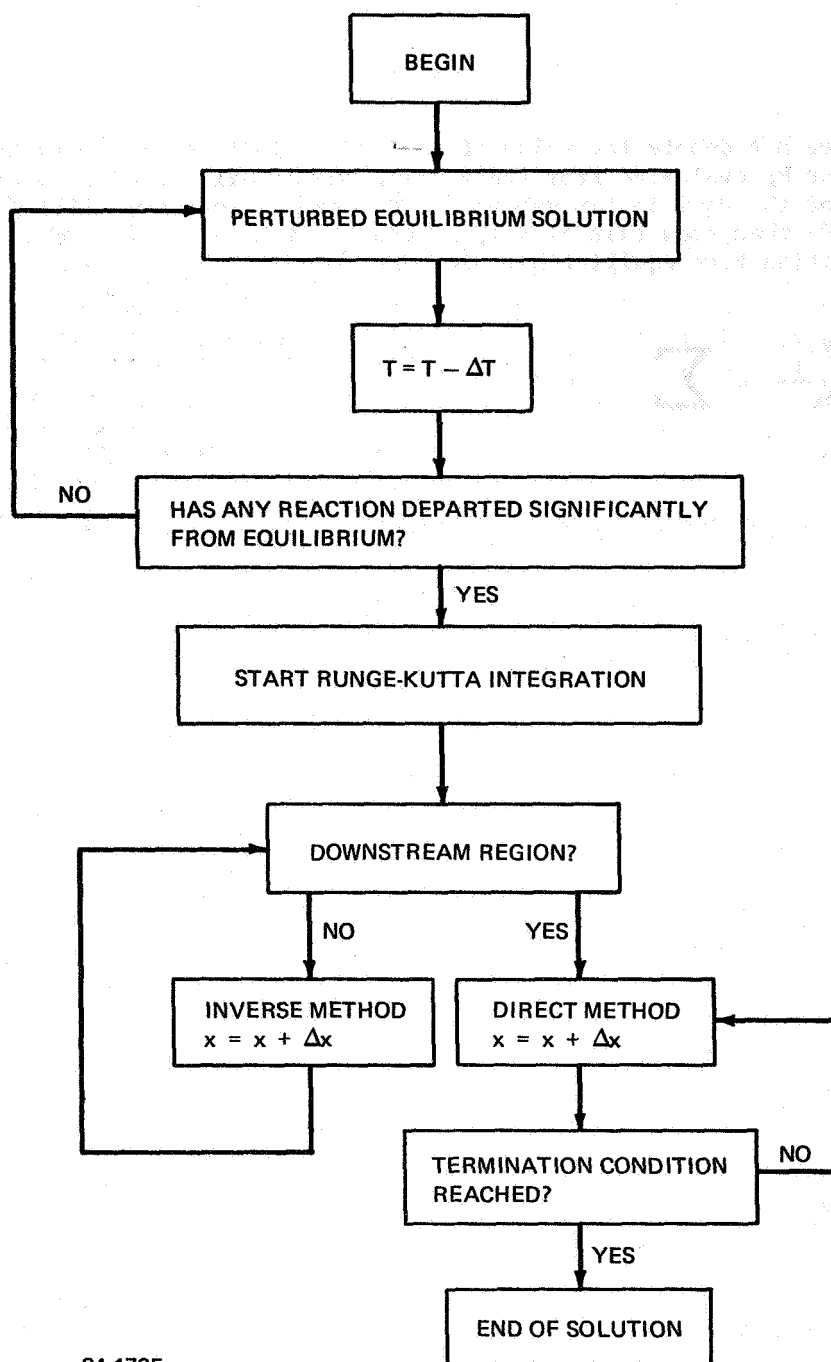 BEGIN
PERTURBED EQUILIBRIUM SOLUTION
T = T – ΔT
NO
HAS ANY REACTION DEPARTED SIGNIFICANTLY
FROM EQUILIBRIUM?
YES
START RUNGE-KUTTA INTEGRATION
DOWNSTREAM REGION?
NO
YES
INVERSE METHOD
x = x + Δx
DIRECT METHOD
x = x + Δx
TERMINATION CONDITION
REACHED?
NO
YES
END OF SOLUTION